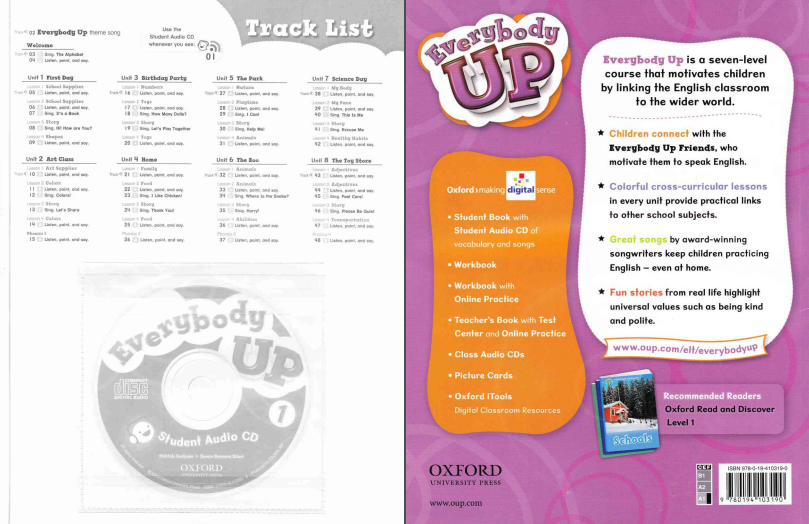 Track 02 Everybody Up theme song
Use the
Student Audio CD
whenever you see:
01
Track List
Welcome
Track 03 Sing. The Alphabet
04 Listen, point, and say.
Unit 1 First Day
Lesson 1 School Supplies
Track 05 Listen, point, and say.
Lesson 2 School Supplies
06 Listen, point, and say.
07 Sing. It's a Book
Lesson 3 Story
08 Sing. Hi! How are You?
Lesson 4 Shapes
09 Listen, point, and say.
Unit 2 Art Class
Lesson 1 Art Supplies
Track 10 Listen, point, and say.
Lesson 2 Colors
11 Listen, point, and say.
12 Sing. Colors!
Lesson 3 Story
13 Sing. Let's Share
Lesson 4 Colors
14 Listen, point, and say.
Phonics 1
15 Listen, point, and say.
Unit 3 Birthday Party
Lesson 1 Numbers
Track 16 Listen, point, and say.
Lesson 2 Toys
17 Listen, point, and say.
18 Sing. How Many Dolls?
Lesson 3 Story
19 Sing. Let's Play Together
Lesson 4 Toys
20 Listen, point, and say.
Unit 4 Home
Lesson 1 Family
Track 21 Listen, point, and say.
Lesson 2 Food
22 Listen, point, and say.
23 Sing. I Like Chicken!
Lesson 3 Story
24 Sing. Thank You!
Lesson 4 Food
25 Listen, point, and say.
Phonics 2
26 Listen, point, and say.
Unit 5 The Park
Lesson 1 Nature
Track 27 Listen, point, and say.
Lesson 2 Playtime
28 Listen, point, and say.
29 Sing. I Can!
Lesson 3 Story
30 Sing. Help Me!
Lesson 4 Animals
31 Listen, point, and say.
Unit 6 The Zoo
Lesson 1 Animals
Track 32 Listen, point, and say.
Lesson 2 Animals
33 Listen, point, and say.
34 Sing. Where Is the Snake?
Lesson 3 Story
35 Sing. Hurry!
Lesson 4 Abilities
36 Listen, point, and say.
Phonics 3
37 Listen, point, and say.
Unit 7 Science Day
Lesson 1 My Body
Track 38 Listen, point, and say.
Lesson 2 My Face
39 Listen, point, and say.
40 Sing. This Is Me
Lesson 3 Story
41 Sing. Excuse Me
Lesson 4 Healthy Habits
42 Listen, point, and say.
Unit 8 The Toy Store
Lesson 1 Adjectives
Track 43 Listen, point, and say.
Lesson 2 Adjectives
44 Listen, point, and say.
45 Sing. Feel Cars!
Lesson 3 Story
46 Sing. Please Be Quiet
Lesson 4 Transportation
47 Listen, point, and say.
Phonics 4
48 Listen, point, and say.
Everybody
UP
COMPACT
disc
DIGITAL AUDIO
1
Student Audio CD
OXFORD
UNIVERSITY PRESS
Everybody
UP
Oxford making digital sense
• Student Book with
Student Audio CD of
vocabulary and songs
• Workbook
• Workbook with
Online Practice
• Teacher's Book with Test
Center and Online Practice
• Class Audio CDs
• Picture Cards
• Oxford iTools
Digital Classroom Resources
Everybody Up is a seven-level
course that motivates children
by linking the English classroom
to the wider world.
★ Children connect with the
Everybody Up Friends, who
motivate them to speak English.
★ Colorful cross-curricular lessons
in every unit provide practical links
to other school subjects.
★ Great songs by award-winning
songwriters keep children practicing
English – even at home.
★ Fun stories from real life highlight
universal values such as being kind
and polite.
www.oup.com/elt/everybodyup
Schools
Recommended Readers
Oxford Read and Discover
Level 1
OXFORD
UNIVERSITY PRESS
www.oup.com
CEF
B1
A2
A1
ISBN 978-0-19-410319-0
9 780194 103190